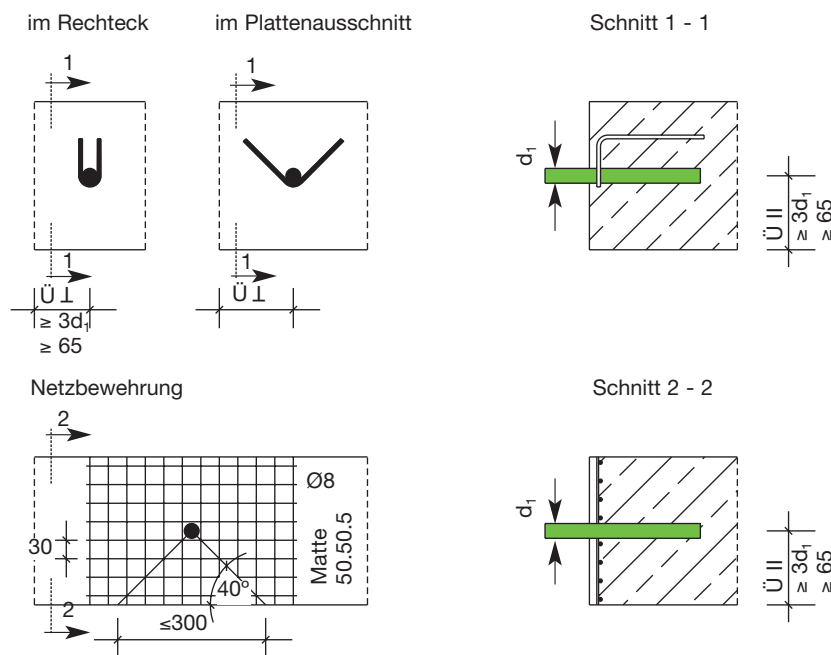 im Rechteck
im Plattenausschnitt
Schnitt 1 - 1
1
1
d₁
Ü II
≥ 3d₁
≥ 65
1
1
Ü ⊥
≥ 3d₁
≥ 65
Ü ⊥
Netzbewehrung
Schnitt 2 - 2
2
Ø8
Matte
50.50.5
30
40°
2
≤300
d₁
Ü II
≥ 3d₁
≥ 65